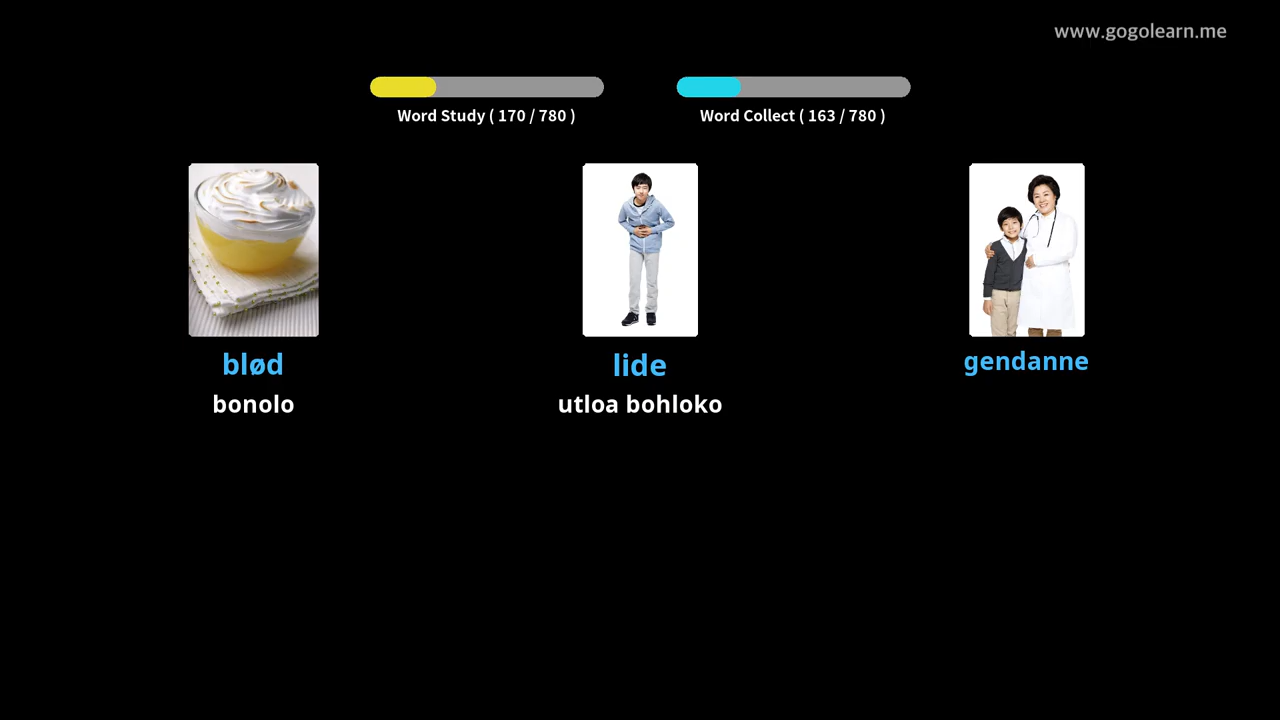 www.gogolearn.me
Word Study ( 170 / 780 )
Word Collect ( 163 / 780 )
blød
lide
gendanne
bonolo
utloa bohloko